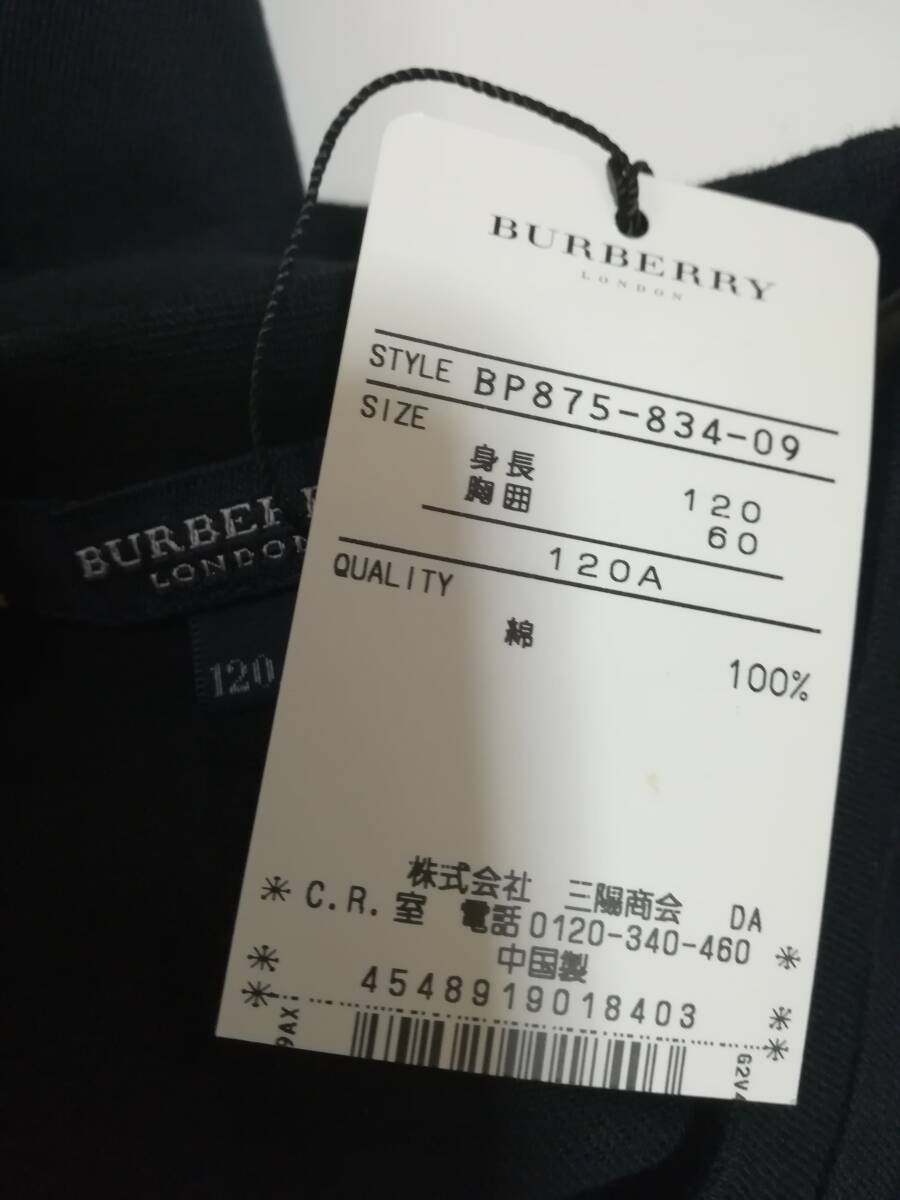 BURBERRY
LONDON
STYLE BP875-834-09
SIZE
身長 120
胸囲 60
120A
QUALITY
綿 100%
株式会社 三陽商会 DA
C.R.室 電話0120-340-460
中国製
4548919018403
9AX
BURBE
LONDON
120